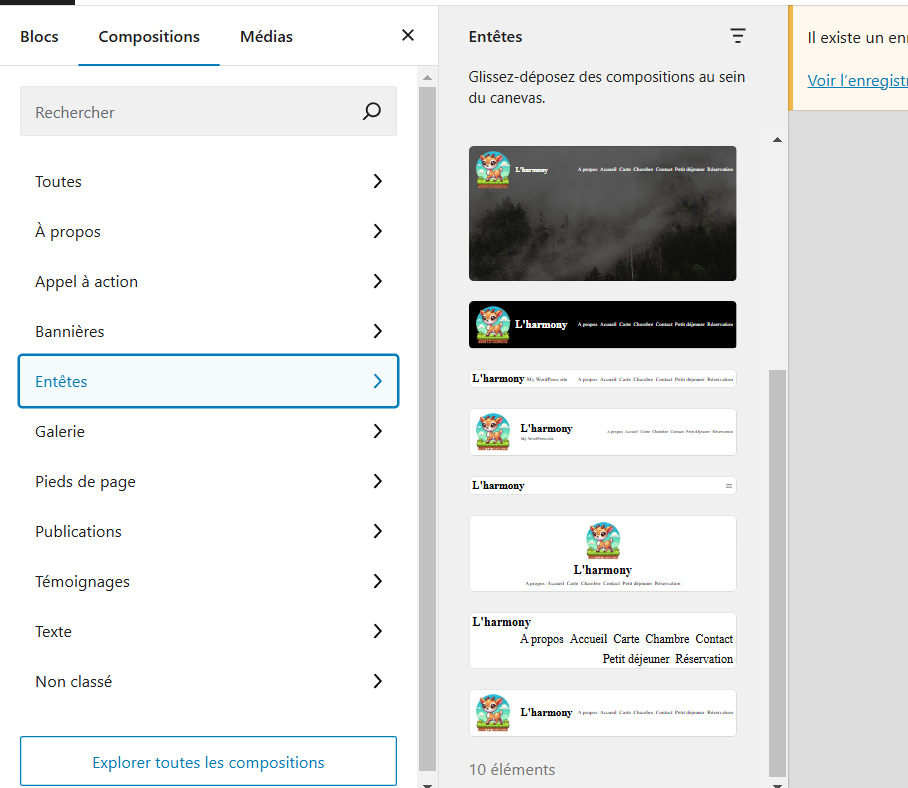 Blocs
Compositions
Médias
Rechercher
Toutes
À propos
Appel à action
Bannières
Entêtes
Galerie
Pieds de page
Publications
Témoignages
Texte
Non classé
Explorer toutes les compositions
Entêtes
Glissez-déposez des compositions au sein
du canevas.
L'harmony
A propos Accueil Carte Chambre Contact Petit déjeuner Réservation
L'harmony
A propos Accueil Carte Chambre Contact Petit déjeuner Réservation
L'harmony My WordPress site
A propos Accueil Carte Chambre Contact Petit déjeuner Réservation
L'harmony
My WordPress site
A propos Accueil Carte Chambre Contact Petit déjeuner Réservation
L'harmony
L'harmony
A propos Accueil Carte Chambre Contact Petit déjeuner Réservation
L'harmony
A propos Accueil Carte Chambre Contact
Petit déjeuner Réservation
L'harmony
A propos Accueil Carte Chambre Contact Petit déjeuner Réservation
10 éléments
Il existe un en
Voir l’enregist